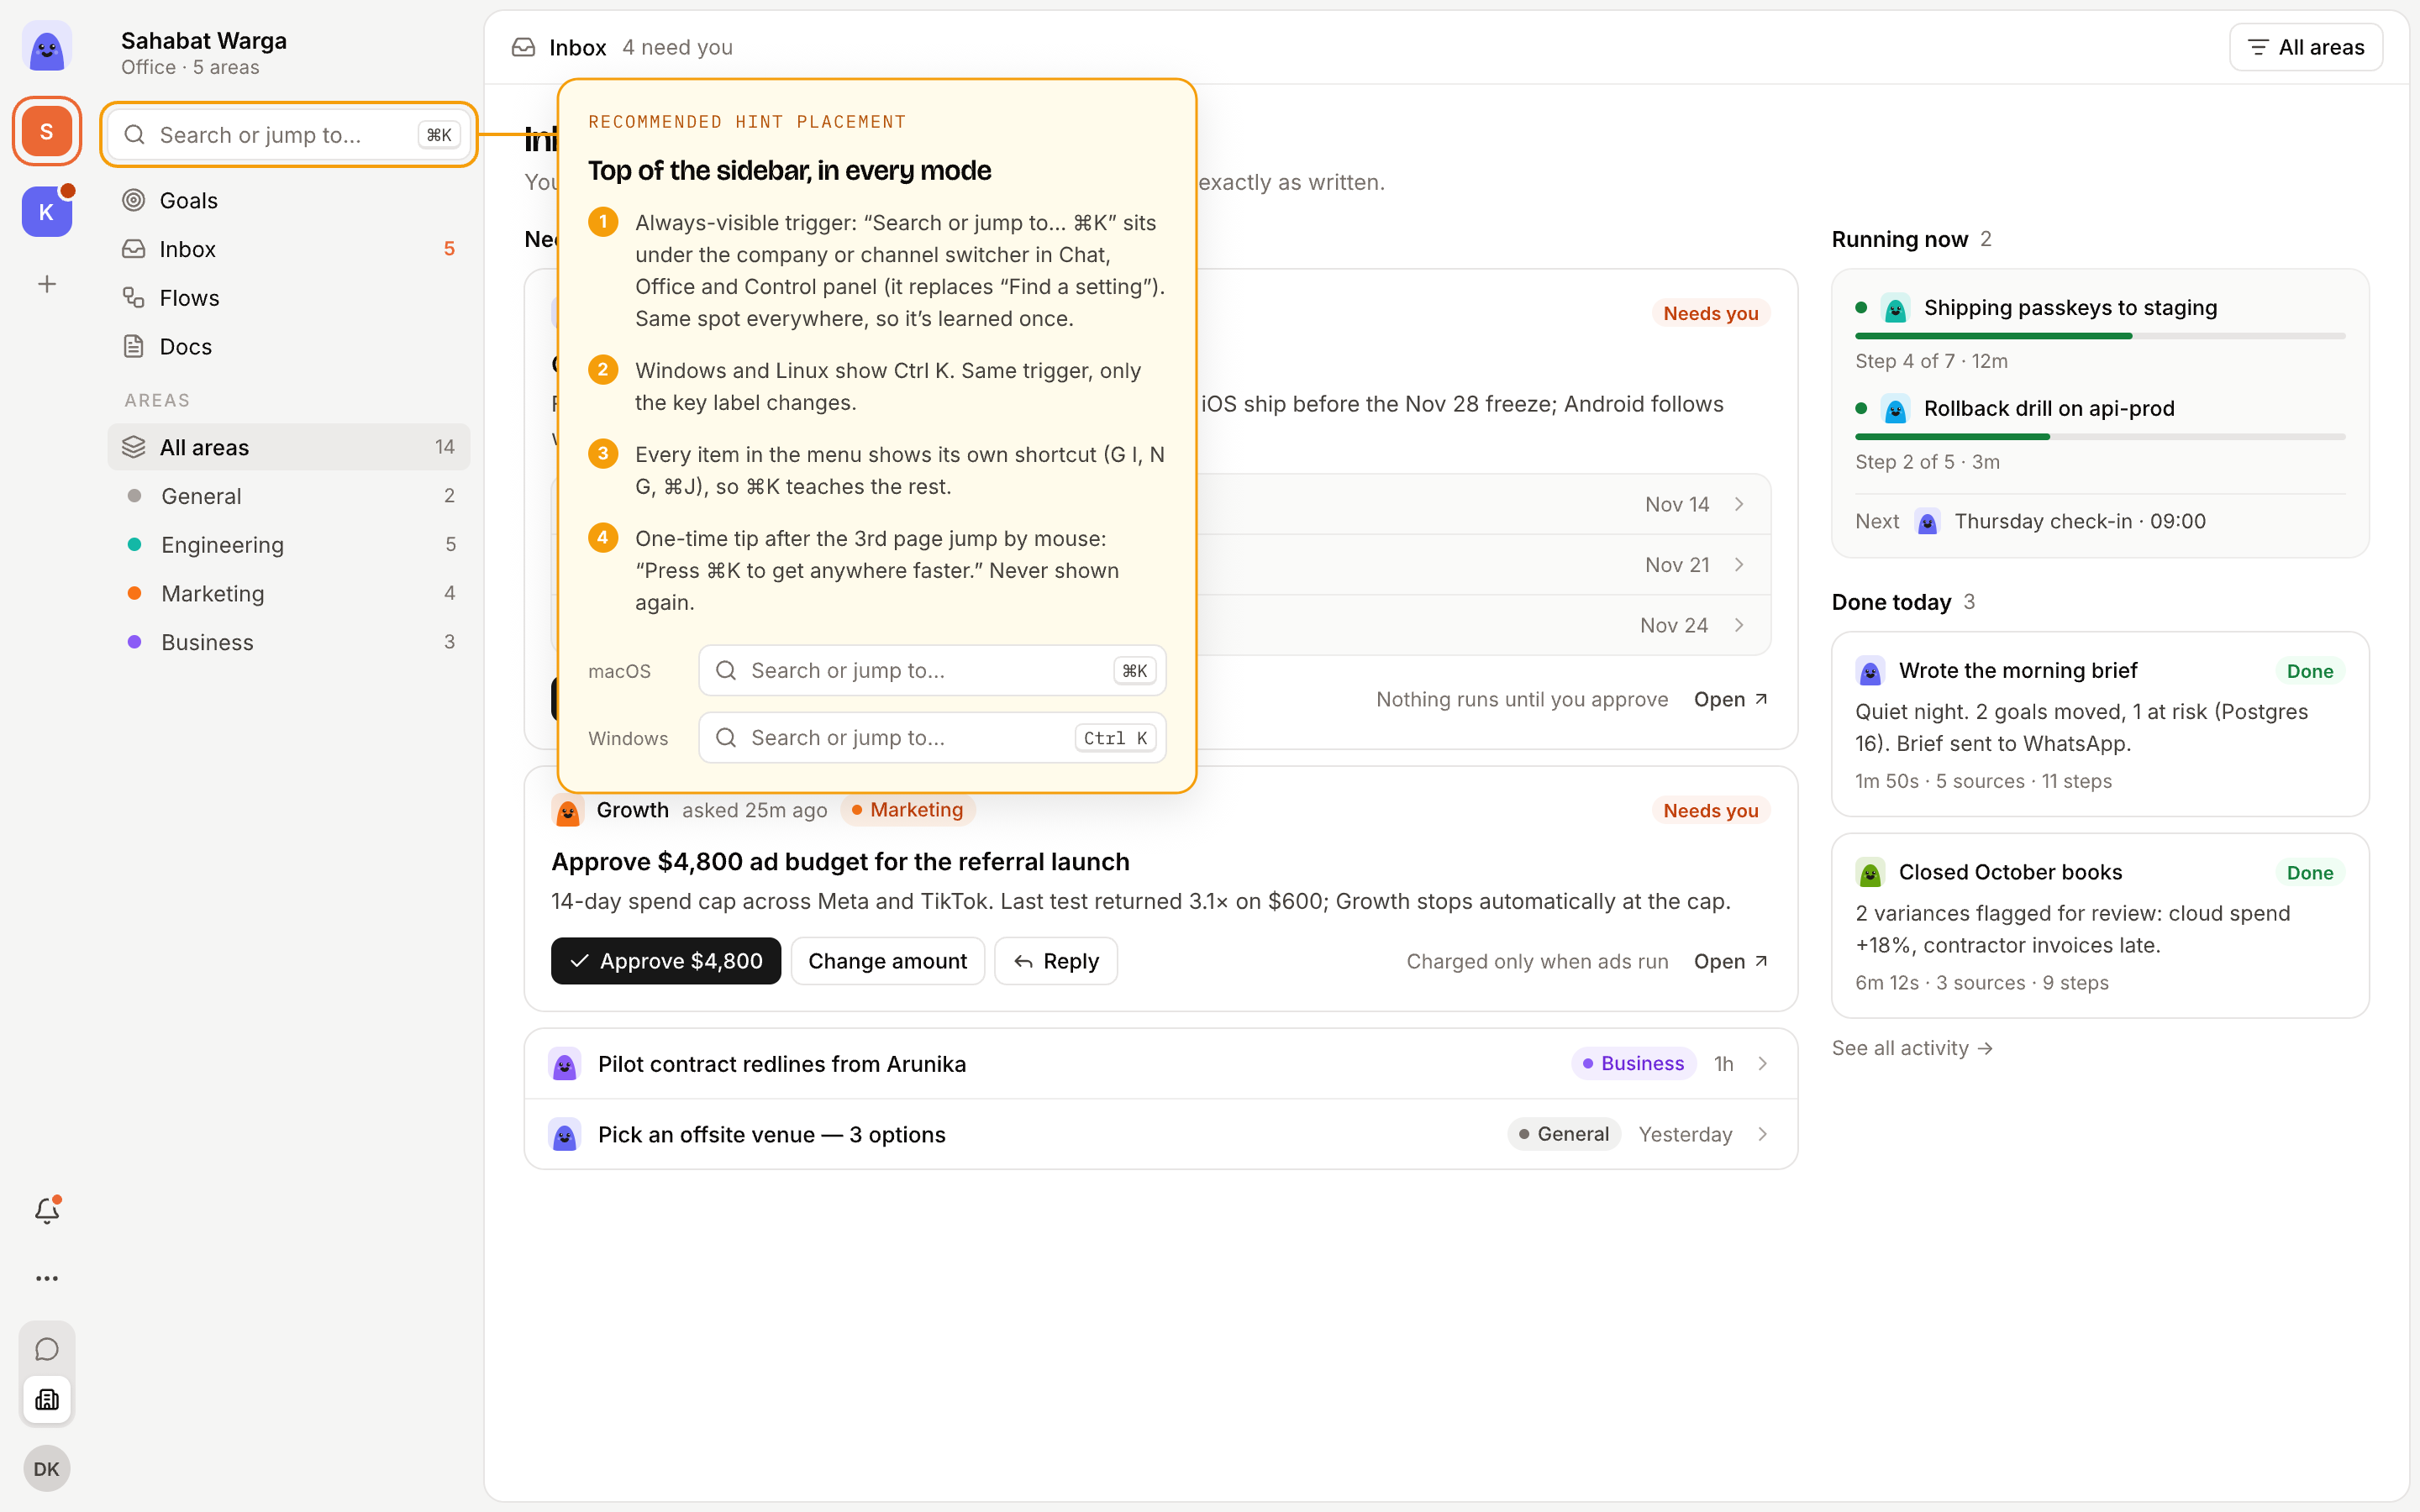 Sahabat Warga
Office · 5 areas
S
Search or jump to... ⌘K
K
Goals
Inbox 5
Flows
Docs
AREAS
All areas 14
General 2
Engineering 5
Marketing 4
Business 3
DK
Inbox 4 need you
All areas
exactly as written.
RECOMMENDED HINT PLACEMENT
Top of the sidebar, in every mode
1 Always-visible trigger: “Search or jump to... ⌘K” sits
under the company or channel switcher in Chat,
Office and Control panel (it replaces “Find a setting”).
Same spot everywhere, so it’s learned once.
2 Windows and Linux show Ctrl K. Same trigger, only
the key label changes.
3 Every item in the menu shows its own shortcut (G I, N
G, ⌘J), so ⌘K teaches the rest.
4 One-time tip after the 3rd page jump by mouse:
“Press ⌘K to get anywhere faster.” Never shown
again.
macOS Search or jump to... ⌘K
Windows Search or jump to... Ctrl K
Needs you
iOS ship before the Nov 28 freeze; Android follows
Nov 14
Nov 21
Nov 24
Nothing runs until you approve Open
Growth asked 25m ago Marketing Needs you
Approve $4,800 ad budget for the referral launch
14-day spend cap across Meta and TikTok. Last test returned 3.1× on $600; Growth stops automatically at the cap.
Approve $4,800 Change amount Reply Charged only when ads run Open
Pilot contract redlines from Arunika Business 1h
Pick an offsite venue — 3 options General Yesterday
Running now 2
Shipping passkeys to staging
Step 4 of 7 · 12m
Rollback drill on api-prod
Step 2 of 5 · 3m
Next Thursday check-in · 09:00
Done today 3
Wrote the morning brief Done
Quiet night. 2 goals moved, 1 at risk (Postgres
16). Brief sent to WhatsApp.
1m 50s · 5 sources · 11 steps
Closed October books Done
2 variances flagged for review: cloud spend
+18%, contractor invoices late.
6m 12s · 3 sources · 9 steps
See all activity →